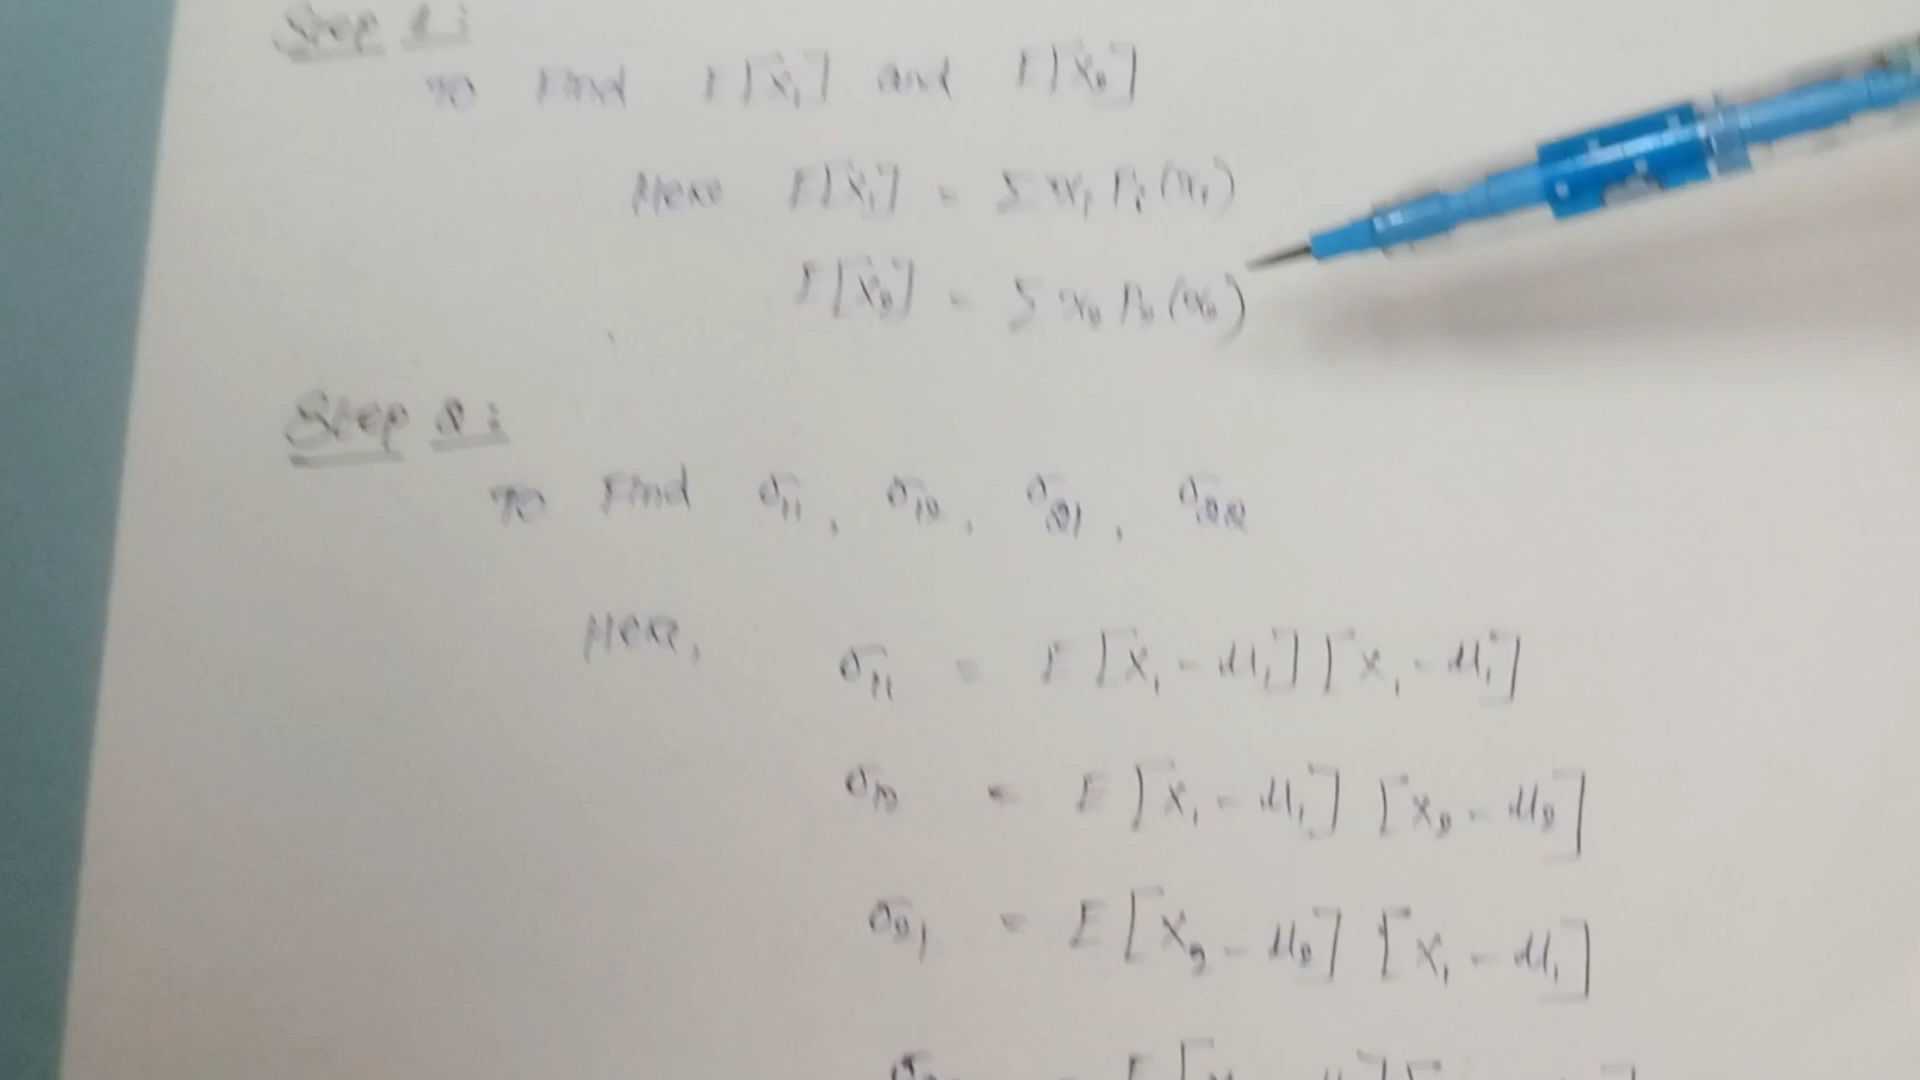 Step 1:
To Find E[X₁] and E[X₂]
Here E[X₁] = Σ x₁ P₁(x₁)
E[X₂] = Σ x₂ P₂(x₂)
Step 2:
To Find σ₁₁, σ₁₂, σ₂₁, σ₂₂
Here,
σ₁₁ = E[X₁ - μ₁][X₁ - μ₁]
σ₁₂ = E[X₁ - μ₁][X₂ - μ₂]
σ₂₁ = E[X₂ - μ₂][X₁ - μ₁]